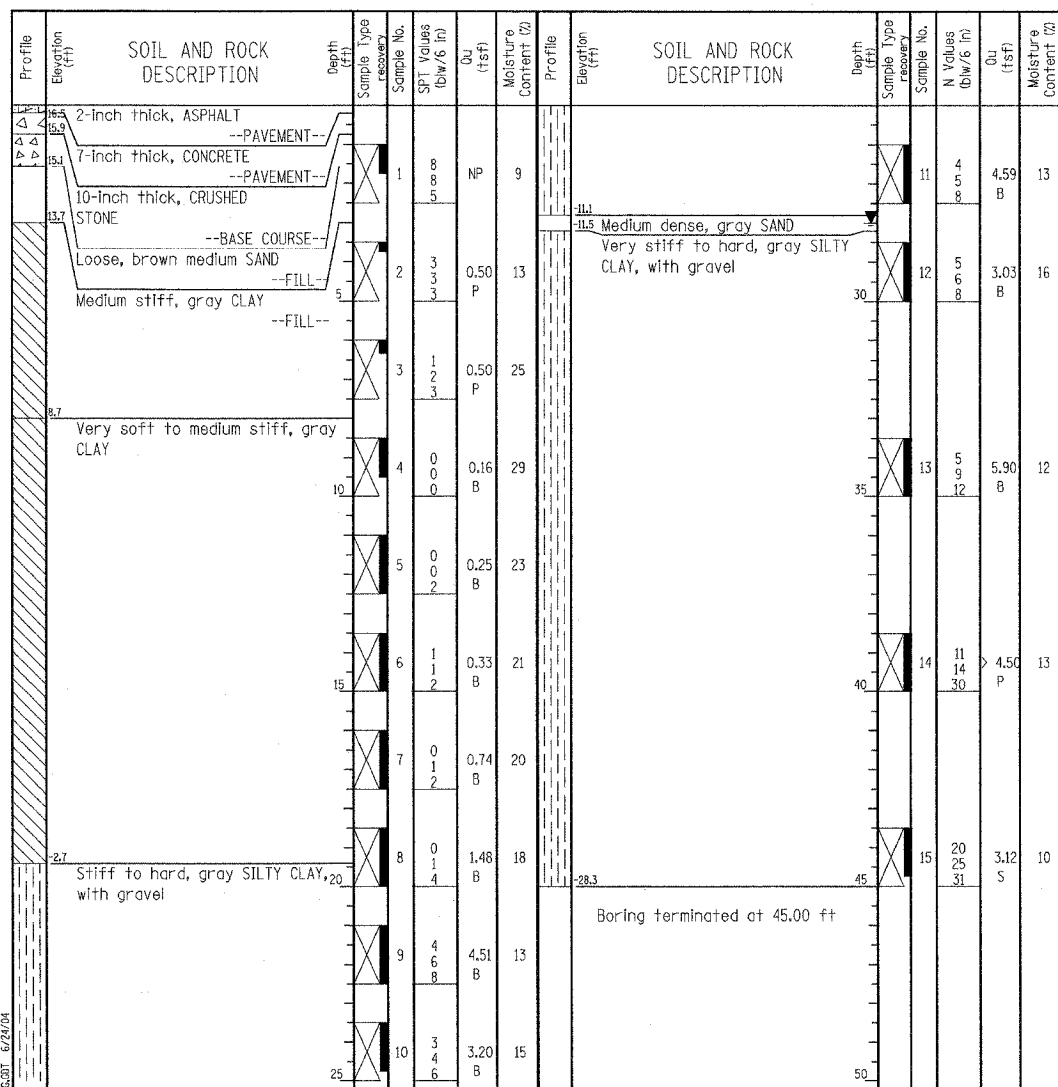 Profile
Elevation (ft)
SOIL AND ROCK
DESCRIPTION
Depth (ft)
Sample Type
recovery
Sample No.
SPT Values (blw/6 in)
Qu (tsf)
Moisture Content (%)
16.5
2-inch thick, ASPHALT
--PAVEMENT--
15.9
7-inch thick, CONCRETE
--PAVEMENT--
15.1
10-inch thick, CRUSHED
STONE
--BASE COURSE--
13.7
Loose, brown medium SAND
--FILL--
Medium stiff, gray CLAY
--FILL--
5
8.7
Very soft to medium stiff, gray
CLAY
10
15
-2.7
Stiff to hard, gray SILTY CLAY,
with gravel
20
25
1 8 8 5 NP 9
2 3 3 3 0.50 P 13
3 1 2 3 0.50 P 25
4 0 0 0 0.16 B 29
5 0 0 2 0.25 B 23
6 1 1 2 0.33 B 21
7 0 1 2 0.74 B 20
8 0 1 4 1.48 B 18
9 4 6 8 4.51 B 13
10 3 4 6 3.20 B 15
Profile
Elevation (ft)
SOIL AND ROCK
DESCRIPTION
Depth (ft)
Sample Type
recovery
Sample No.
N Values (blw/6 in)
Qu (tsf)
Moisture Content (%)
-11.1
Medium dense, gray SAND
-11.5
Very stiff to hard, gray SILTY
CLAY, with gravel
30
35
40
45
-28.3
Boring terminated at 45.00 ft
50
11 4 5 8 4.59 B 13
12 5 6 8 3.03 B 16
13 5 9 12 5.90 B 12
14 11 14 30 > 4.50 P 13
15 20 25 31 3.12 S 10
6/24/04